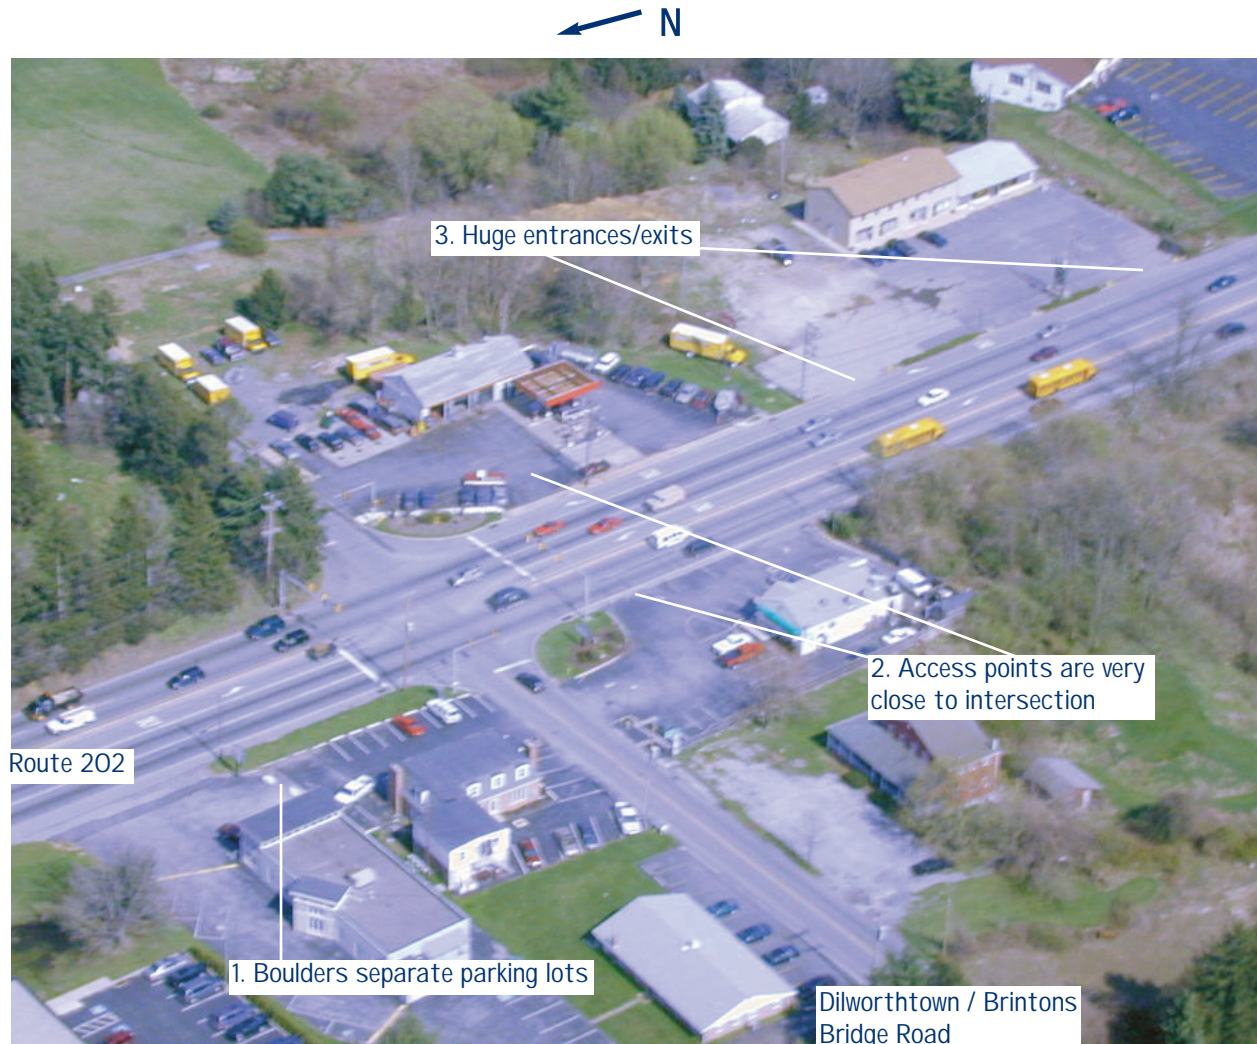 N
3. Huge entrances/exits
2. Access points are very
close to intersection
Route 202
1. Boulders separate parking lots
Dilworthtown / Brintons
Bridge Road